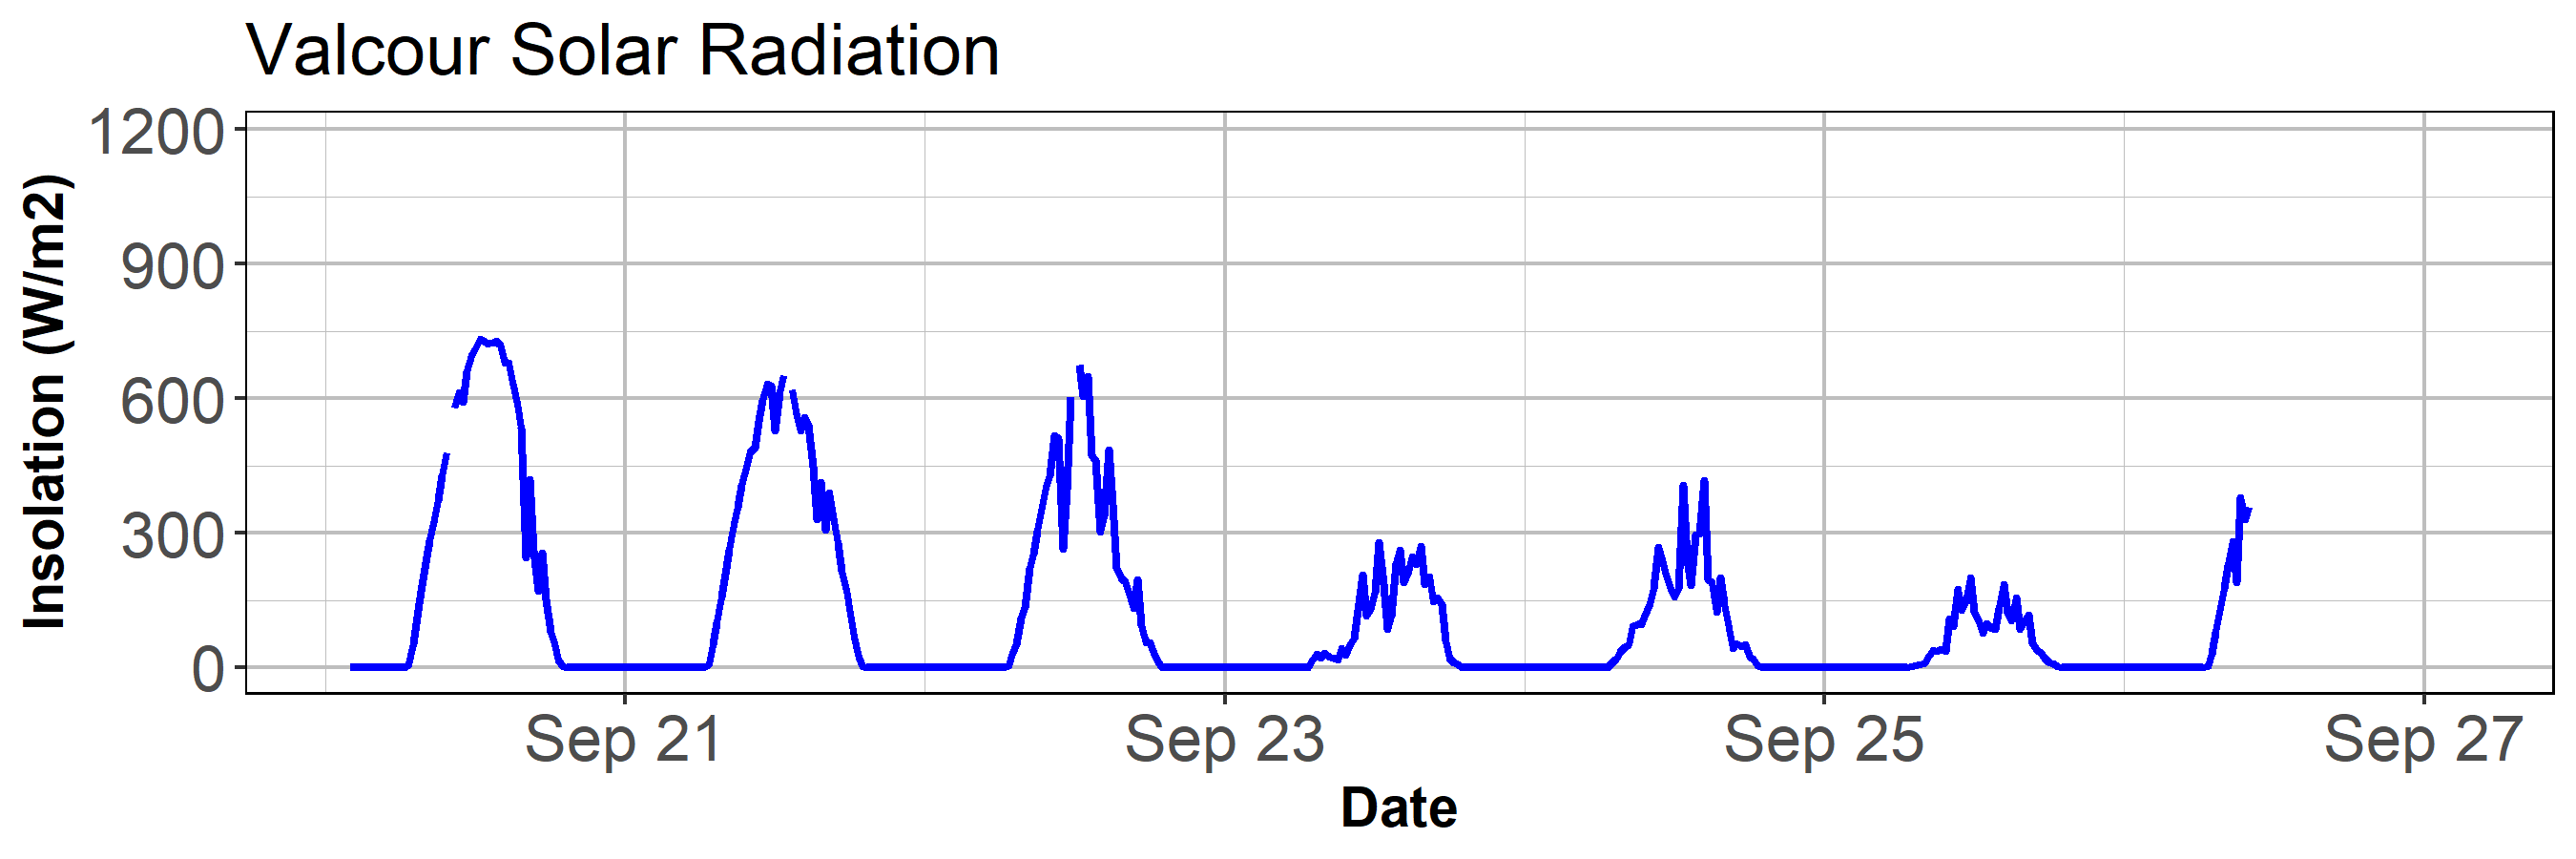 Valcour Solar Radiation
1200
900
600
300
0
Insolation (W/m2)
Sep 21
Sep 23
Sep 25
Sep 27
Date